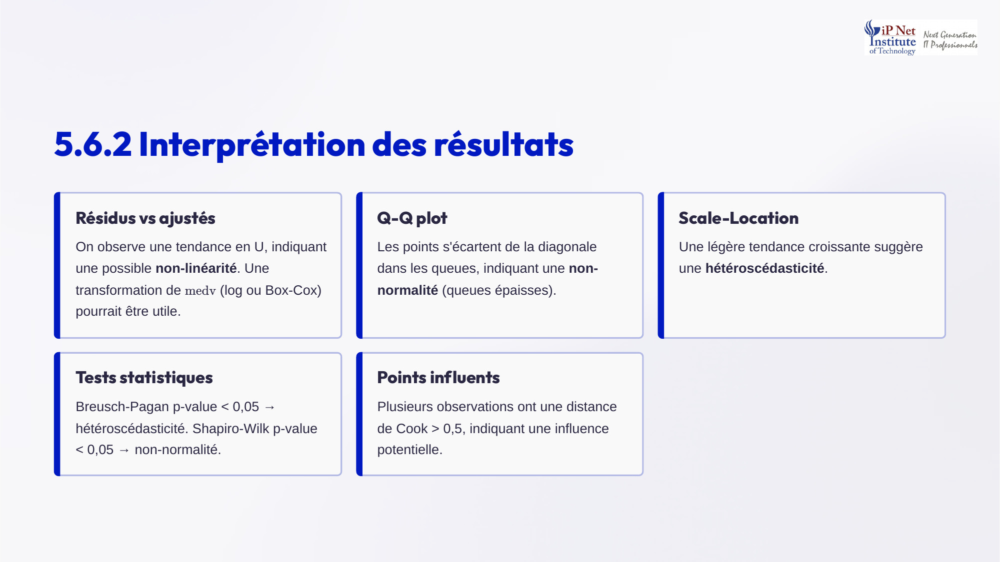 iP Net
Institute
of Technology
Next Generation
IT Professionnels
5.6.2 Interprétation des résultats
Résidus vs ajustés
On observe une tendance en U, indiquant
une possible non-linéarité. Une
transformation de medv (log ou Box-Cox)
pourrait être utile.
Q-Q plot
Les points s'écartent de la diagonale
dans les queues, indiquant une non-
normalité (queues épaisses).
Scale-Location
Une légère tendance croissante suggère
une hétéroscédasticité.
Tests statistiques
Breusch-Pagan p-value < 0,05 →
hétéroscédasticité. Shapiro-Wilk p-value
< 0,05 → non-normalité.
Points influents
Plusieurs observations ont une distance
de Cook > 0,5, indiquant une influence
potentielle.